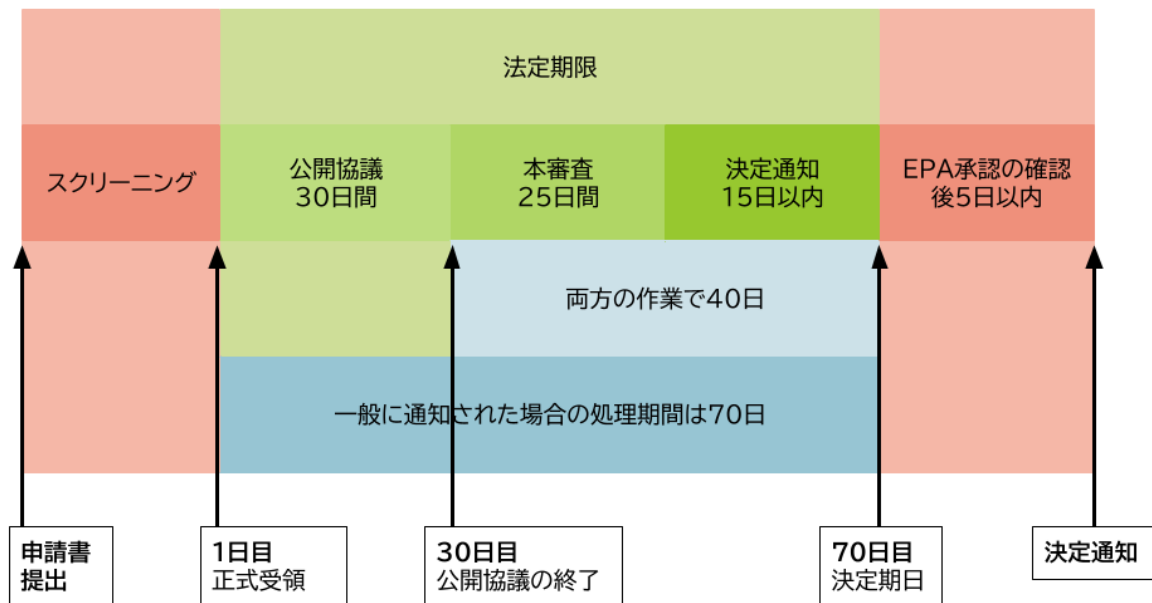 法定期限
スクリーニング
公開協議
30日間
本審査
25日間
決定通知
15日以内
EPA承認の確認
後5日以内
両方の作業で40日
一般に通知された場合の処理期間は70日
申請書
提出
1日目
正式受領
30日目
公開協議の終了
70日目
決定期日
決定通知